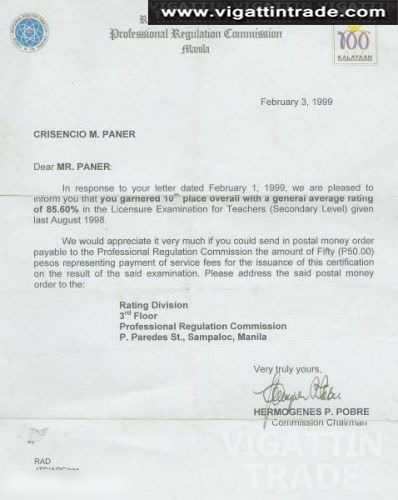 www.vigattintrade.com
Professional Regulation Commission
Manila
100
KALAYAAN
February 3, 1999
CRISENCIO M. PANER
Dear MR. PANER:
In response to your letter dated February 1, 1999, we are pleased to
inform you that you garnered 10th place overall with a general average rating
of 85.60% in the Licensure Examination for Teachers (Secondary Level) given
last August 1998.
We would appreciate it very much if you could send in postal money order
payable to the Professional Regulation Commission the amount of Fifty (P50.00)
pesos representing payment of service fees for the issuance of this certification
on the result of the said examination. Please address the said postal money
order to the:
Rating Division
3rd Floor
Professional Regulation Commission
P. Paredes St., Sampaloc, Manila
Very truly yours,
HERMOGENES P. POBRE
Commission Chairman
RAD
VIGATTIN
TRADE